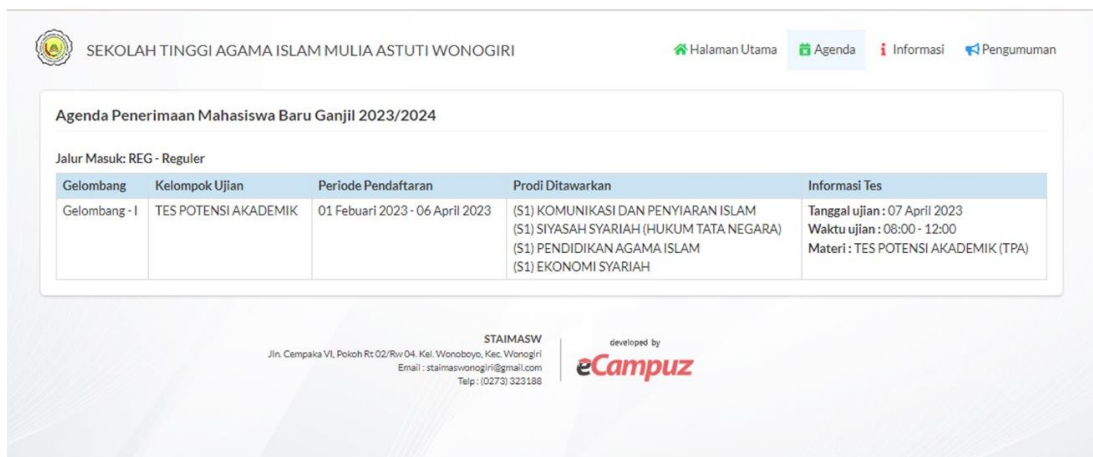 SEKOLAH TINGGI AGAMA ISLAM MULIA ASTUTI WONOGIRI
Halaman Utama
Agenda
Informasi
Pengumuman
Agenda Penerimaan Mahasiswa Baru Ganjil 2023/2024
Jalur Masuk: REG - Reguler
Gelombang Kelompok Ujian Periode Pendaftaran Prodi Ditawarkan Informasi Tes
Gelombang - I TES POTENSI AKADEMIK 01 Febuari 2023 - 06 April 2023 (S1) KOMUNIKASI DAN PENYIARAN ISLAM Tanggal ujian : 07 April 2023
(S1) SIYASAH SYARIAH (HUKUM TATA NEGARA) Waktu ujian : 08:00 - 12:00
(S1) PENDIDIKAN AGAMA ISLAM Materi : TES POTENSI AKADEMIK (TPA)
(S1) EKONOMI SYARIAH
STAIMASW
Jln. Cempaka VI, Pokoh Rt 02/Rw 04. Kel. Wonoboyo, Kec. Wonogiri
Email : staimaswonogiri@gmail.com
Telp : (0273) 323188
developed by
eCampuz